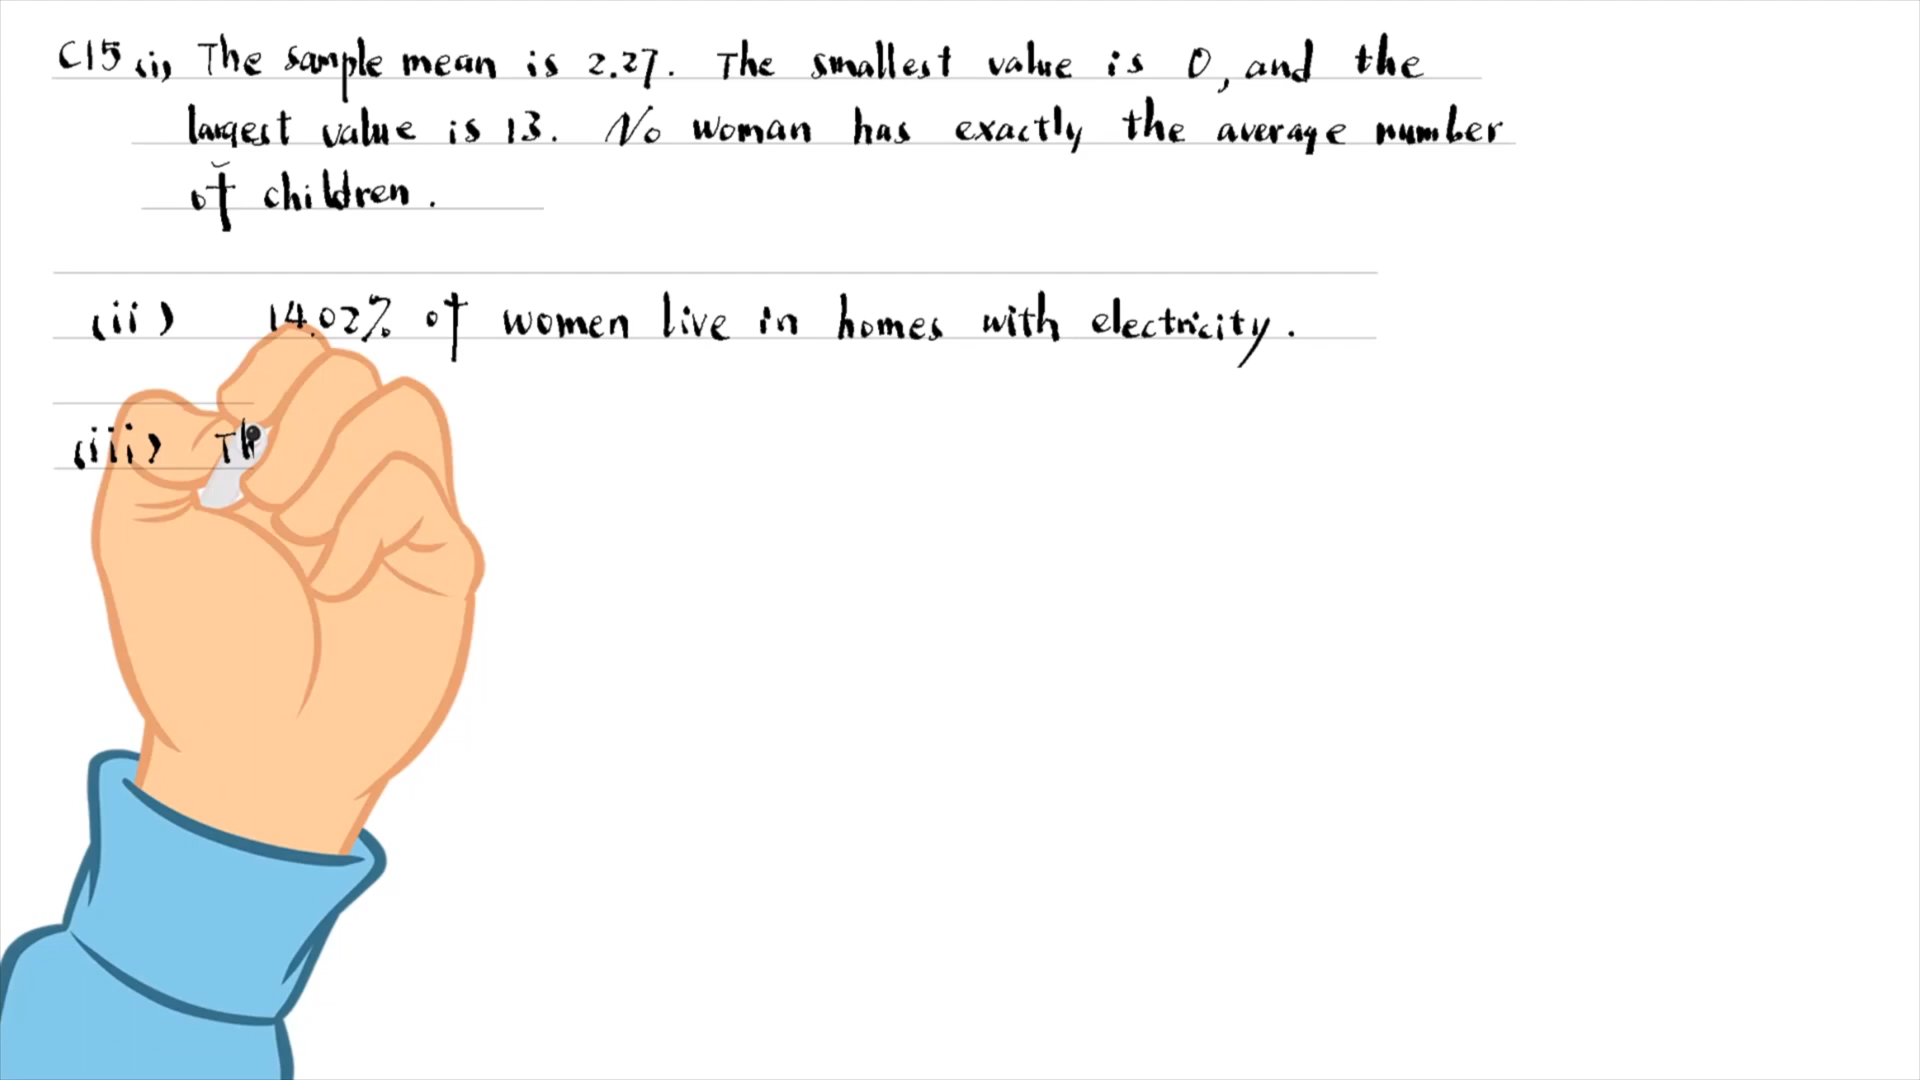 C15 (i) The sample mean is 2.27. The smallest value is 0, and the
largest value is 13. No woman has exactly the average number
of children.
(ii) 14.02% of women live in homes with electricity.
(iii) Th